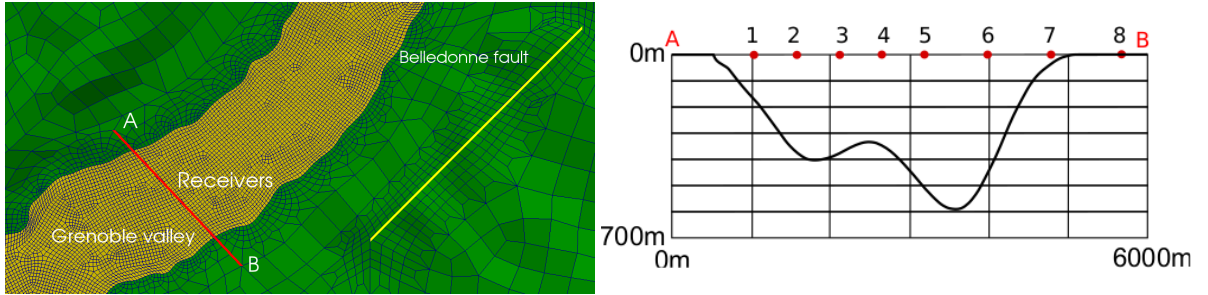 Belledonne fault
A
Receivers
Grenoble valley
B
A 1 2 3 4 5 6 7 8 B
0m
700m
0m 6000m